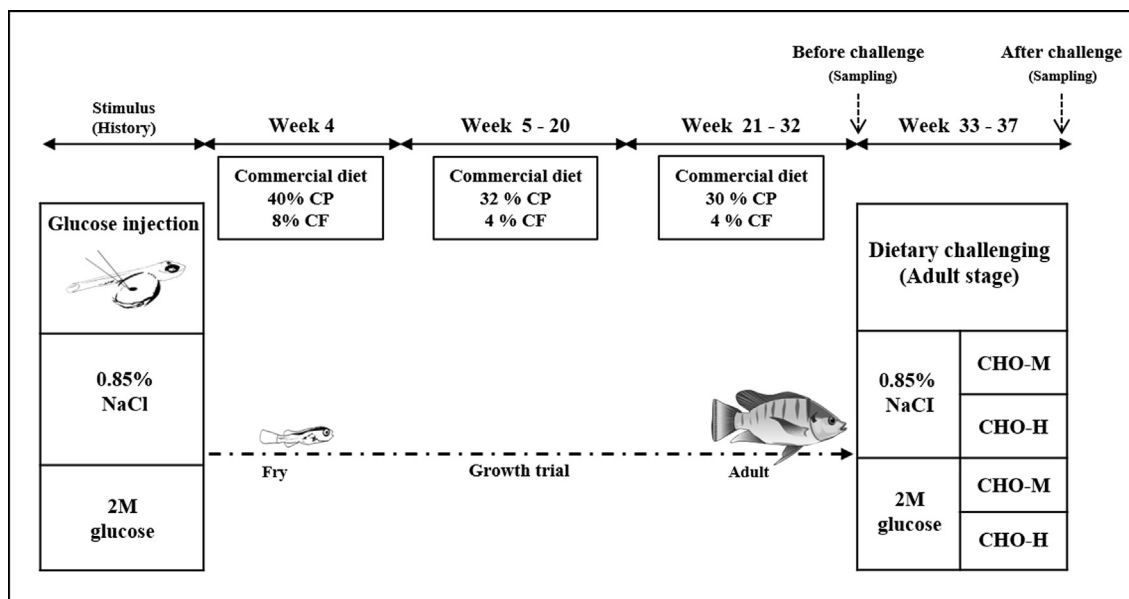 Before challenge
(Sampling)
After challenge
(Sampling)
Stimulus
(History)
Week 4
Week 5 - 20
Week 21 - 32
Week 33 - 37
Commercial diet
40% CP
8% CF
Commercial diet
32 % CP
4 % CF
Commercial diet
30 % CP
4 % CF
Glucose injection
0.85%
NaCl
2M
glucose
Fry
Growth trial
Adult
Dietary challenging
(Adult stage)
0.85%
NaCI
CHO-M
CHO-H
2M
glucose
CHO-M
CHO-H